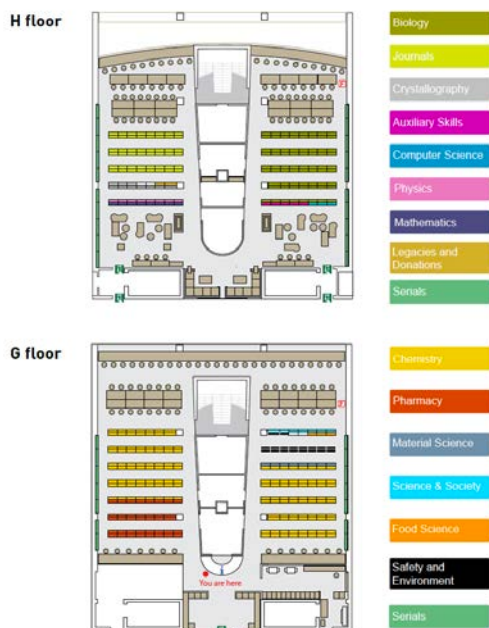 H floor
Biology
Journals
Crystallography
Auxiliary Skills
Computer Science
Physics
Mathematics
Legacies and
Donations
Serials
G floor
Chemistry
Pharmacy
Material Science
Science & Society
Food Science
Safety and
Environment
Serials
You are here